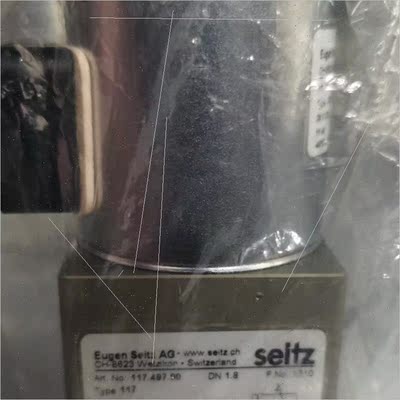 Eugen Seitz AG - www.seitz.ch
CH-8623 Wetzikon - Switzerland
seitz
Art. No. 117.497.00 DN 1.8
Type 117